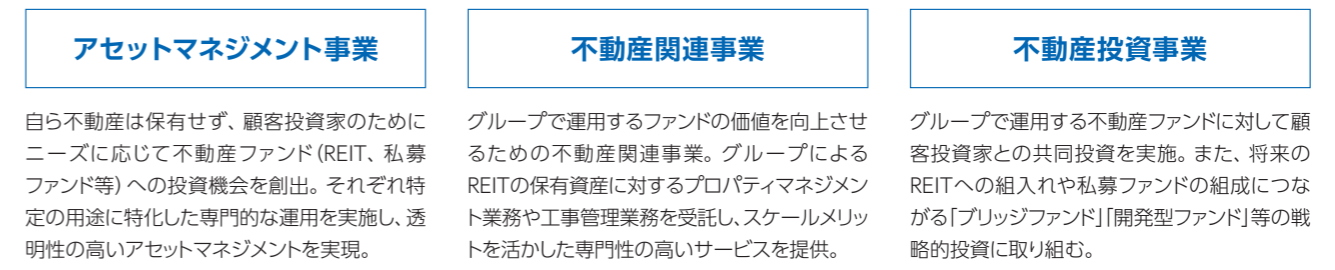 アセットマネジメント事業
自ら不動産は保有せず、顧客投資家のために
ニーズに応じて不動産ファンド(REIT、私募
ファンド等)への投資機会を創出。それぞれ特
定の用途に特化した専門的な運用を実施し、透
明性の高いアセットマネジメントを実現。
不動産関連事業
グループで運用するファンドの価値を向上させ
るための不動産関連事業。グループによる
REITの保有資産に対するプロパティマネジメン
ト業務や工事管理業務を受託し、スケールメリッ
トを活かした専門性の高いサービスを提供。
不動産投資事業
グループで運用する不動産ファンドに対して顧
客投資家との共同投資を実施。また、将来の
REITへの組入れや私募ファンドの組成につな
がる「ブリッジファンド」「開発型ファンド」等の戦
略的投資に取り組む。